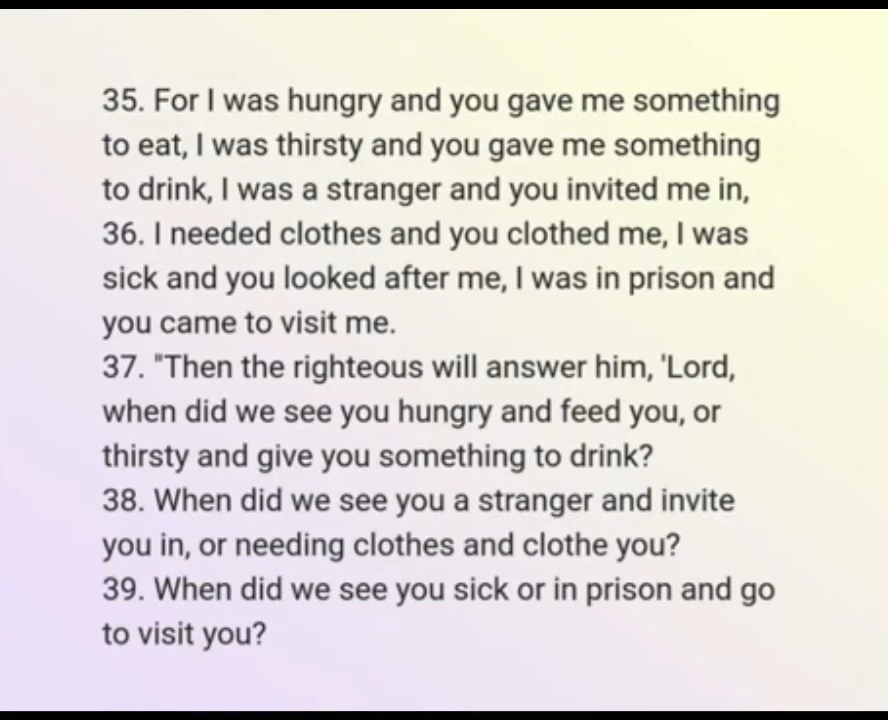 35. For I was hungry and you gave me something
to eat, I was thirsty and you gave me something
to drink, I was a stranger and you invited me in,
36. I needed clothes and you clothed me, I was
sick and you looked after me, I was in prison and
you came to visit me.
37. "Then the righteous will answer him, 'Lord,
when did we see you hungry and feed you, or
thirsty and give you something to drink?
38. When did we see you a stranger and invite
you in, or needing clothes and clothe you?
39. When did we see you sick or in prison and go
to visit you?